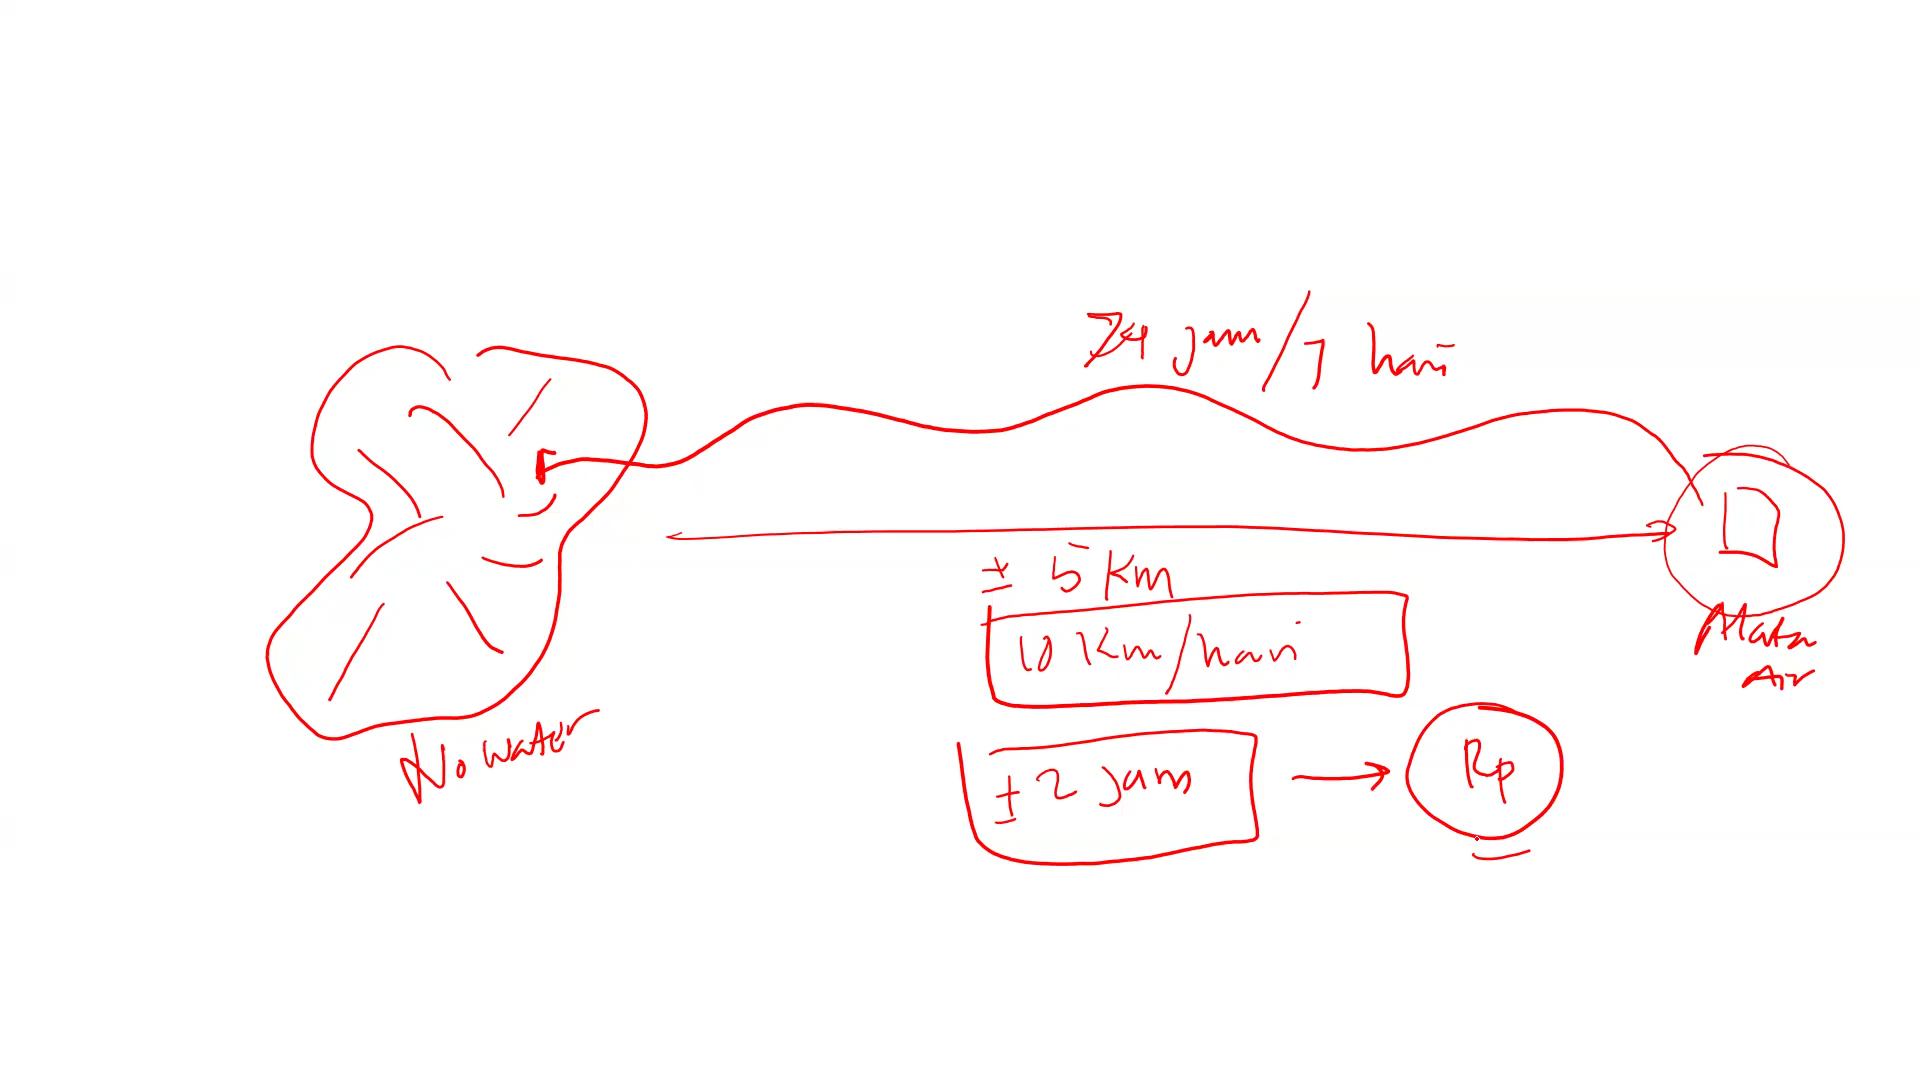 24 jam/7 hari
± 5 Km
10 Km/hari
Mata
Air
No water
± 2 jam
Rp